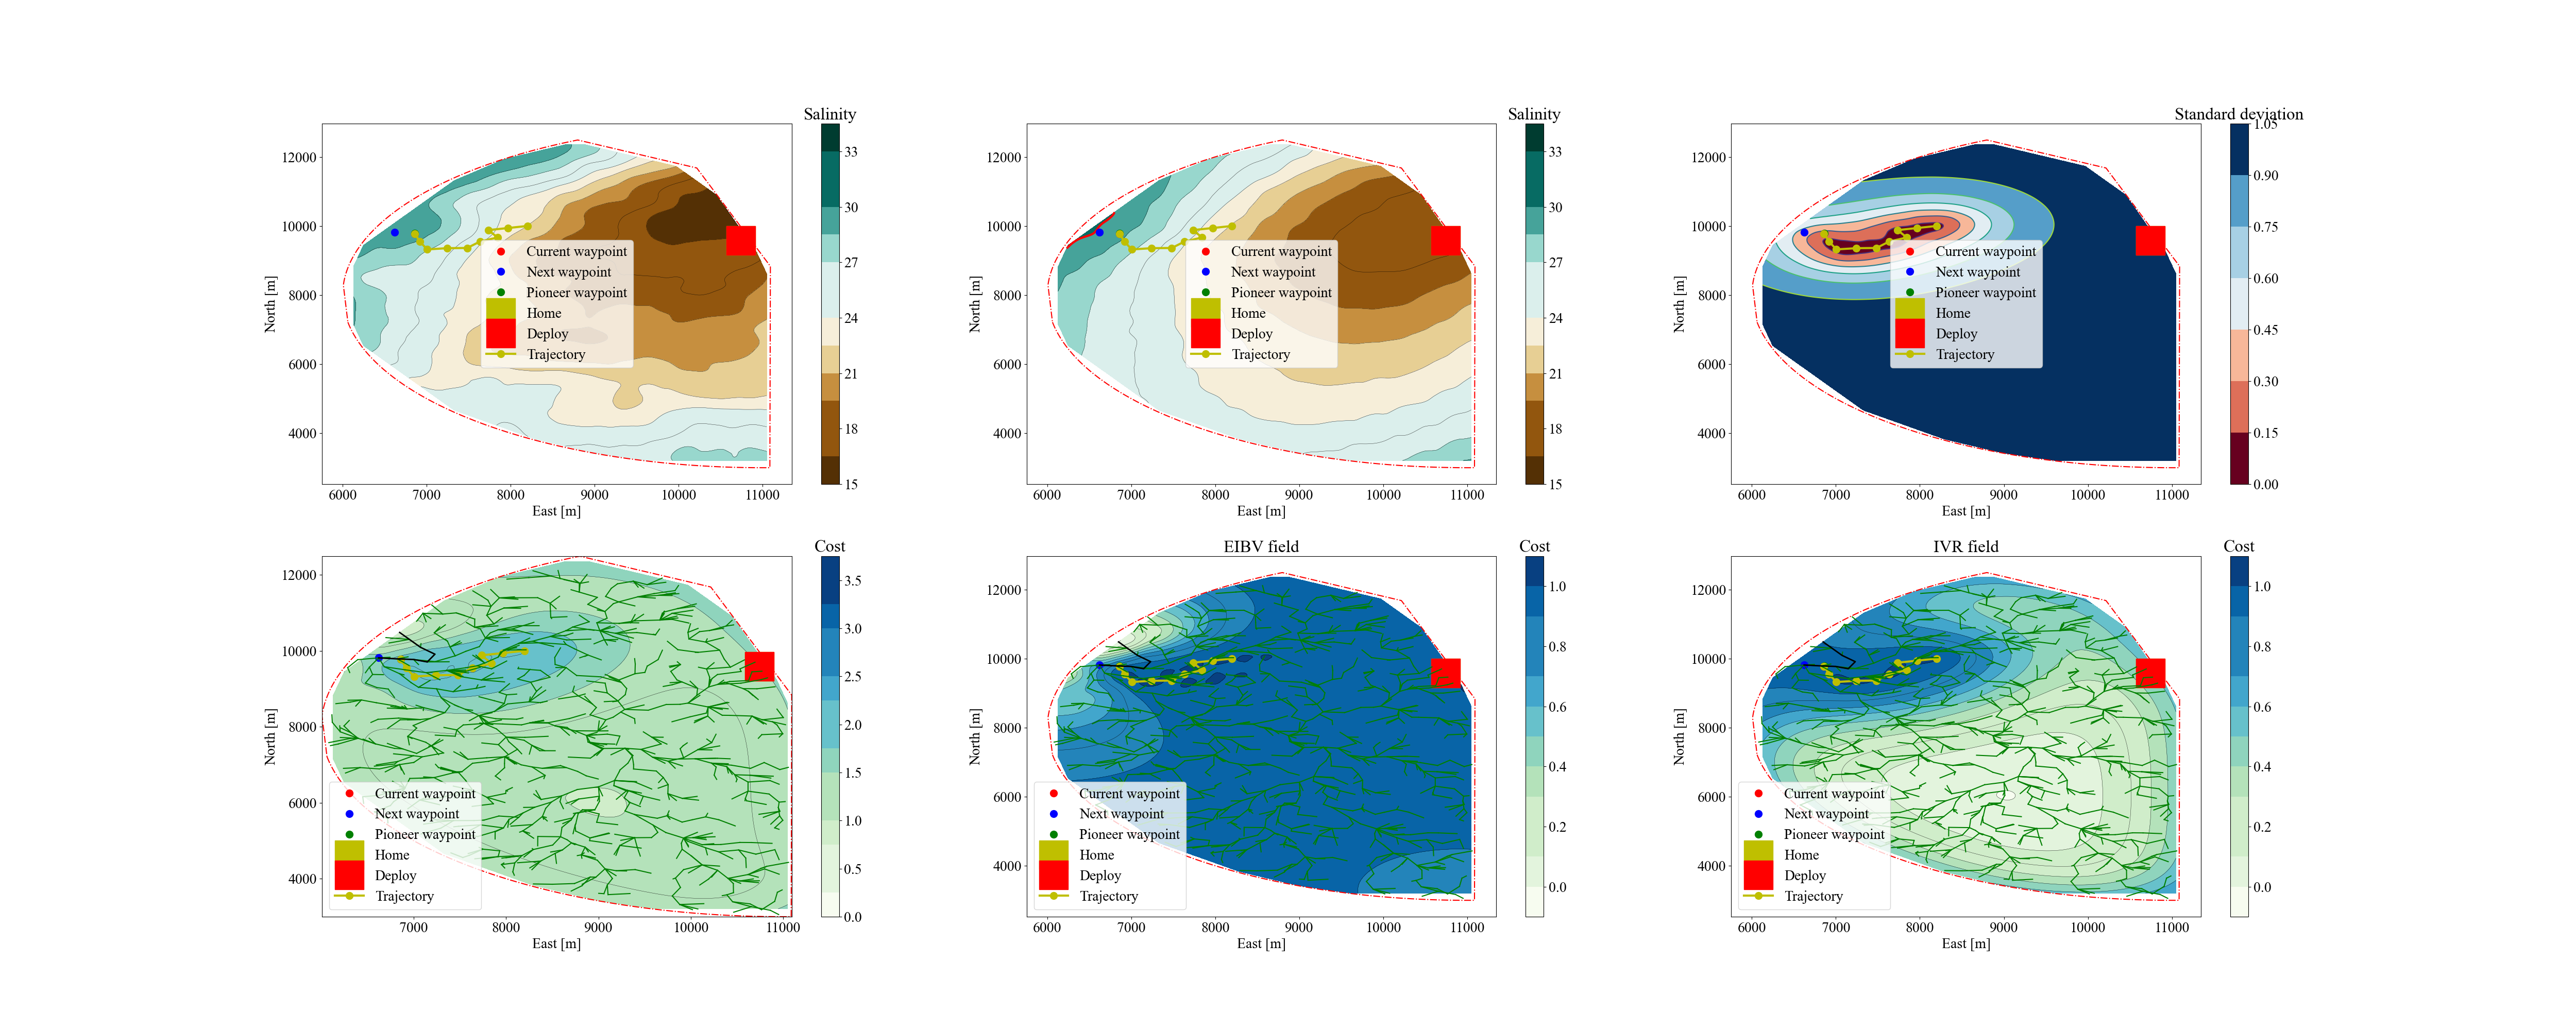 Salinity
12000
10000
8000
6000
4000
North [m]
6000 7000 8000 9000 10000 11000
East [m]
Current waypoint
Next waypoint
Pioneer waypoint
Home
Deploy
Trajectory
33
30
27
24
21
18
15
Salinity
12000
10000
8000
6000
4000
North [m]
6000 7000 8000 9000 10000 11000
East [m]
Current waypoint
Next waypoint
Pioneer waypoint
Home
Deploy
Trajectory
33
30
27
24
21
18
15
Standard deviation
12000
10000
8000
6000
4000
North [m]
6000 7000 8000 9000 10000 11000
East [m]
Current waypoint
Next waypoint
Pioneer waypoint
Home
Deploy
Trajectory
1.05
0.90
0.75
0.60
0.45
0.30
0.15
0.00
Cost
12000
10000
8000
6000
4000
North [m]
7000 8000 9000 10000 11000
East [m]
Current waypoint
Next waypoint
Pioneer waypoint
Home
Deploy
Trajectory
3.5
3.0
2.5
2.0
1.5
1.0
0.5
0.0
EIBV field
Cost
12000
10000
8000
6000
4000
North [m]
6000 7000 8000 9000 10000 11000
East [m]
Current waypoint
Next waypoint
Pioneer waypoint
Home
Deploy
Trajectory
1.0
0.8
0.6
0.4
0.2
0.0
IVR field
Cost
12000
10000
8000
6000
4000
North [m]
6000 7000 8000 9000 10000 11000
East [m]
Current waypoint
Next waypoint
Pioneer waypoint
Home
Deploy
Trajectory
1.0
0.8
0.6
0.4
0.2
0.0